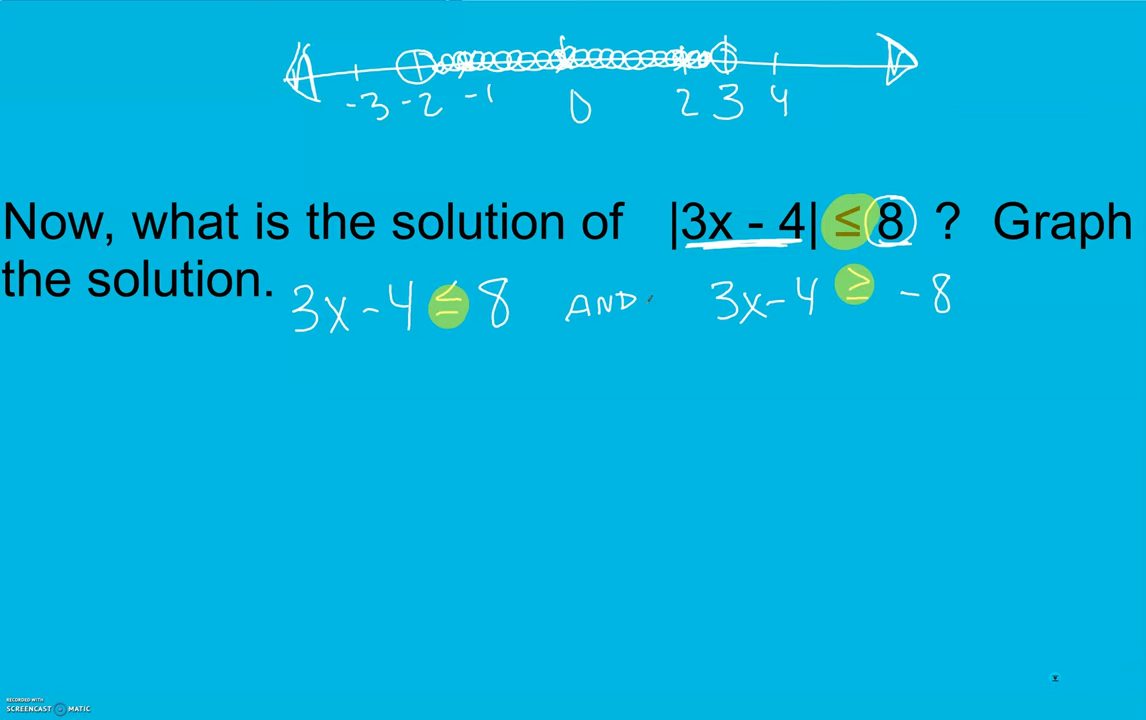 -3 -2 -1 0 2 3 4
Now, what is the solution of |3x - 4| ≤ 8 ? Graph
the solution.
3x - 4 ≤ 8 AND 3x - 4 ≥ -8
RECORDED WITH
SCREENCAST MATIC